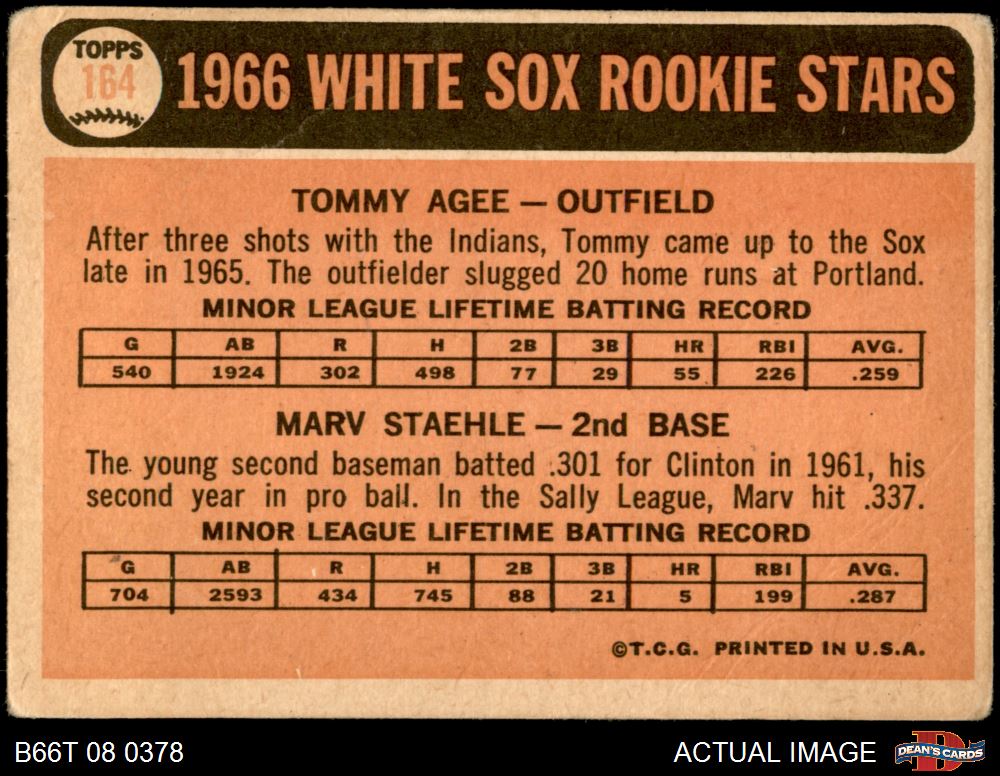 TOPPS
164
1966 WHITE SOX ROOKIE STARS
TOMMY AGEE — OUTFIELD
After three shots with the Indians, Tommy came up to the Sox
late in 1965. The outfielder slugged 20 home runs at Portland.
MINOR LEAGUE LIFETIME BATTING RECORD
G AB R H 2B 3B HR RBI AVG.
540 1924 302 498 77 29 55 226 .259
MARV STAEHLE — 2nd BASE
The young second baseman batted .301 for Clinton in 1961, his
second year in pro ball. In the Sally League, Marv hit .337.
MINOR LEAGUE LIFETIME BATTING RECORD
G AB R H 2B 3B HR RBI AVG.
704 2593 434 745 88 21 5 199 .287
©T.C.G. PRINTED IN U.S.A.
B66T 08 0378 ACTUAL IMAGE DEAN'S CARDS